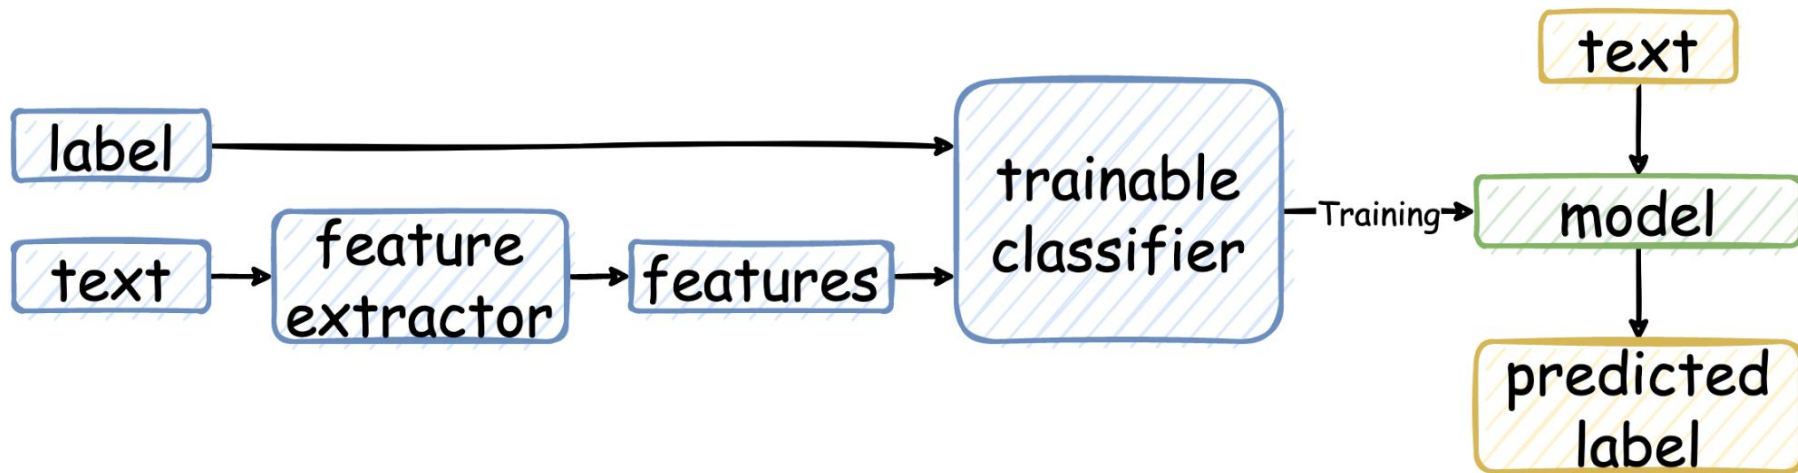 label
text
feature
extractor
features
trainable
classifier
Training
text
model
predicted
label